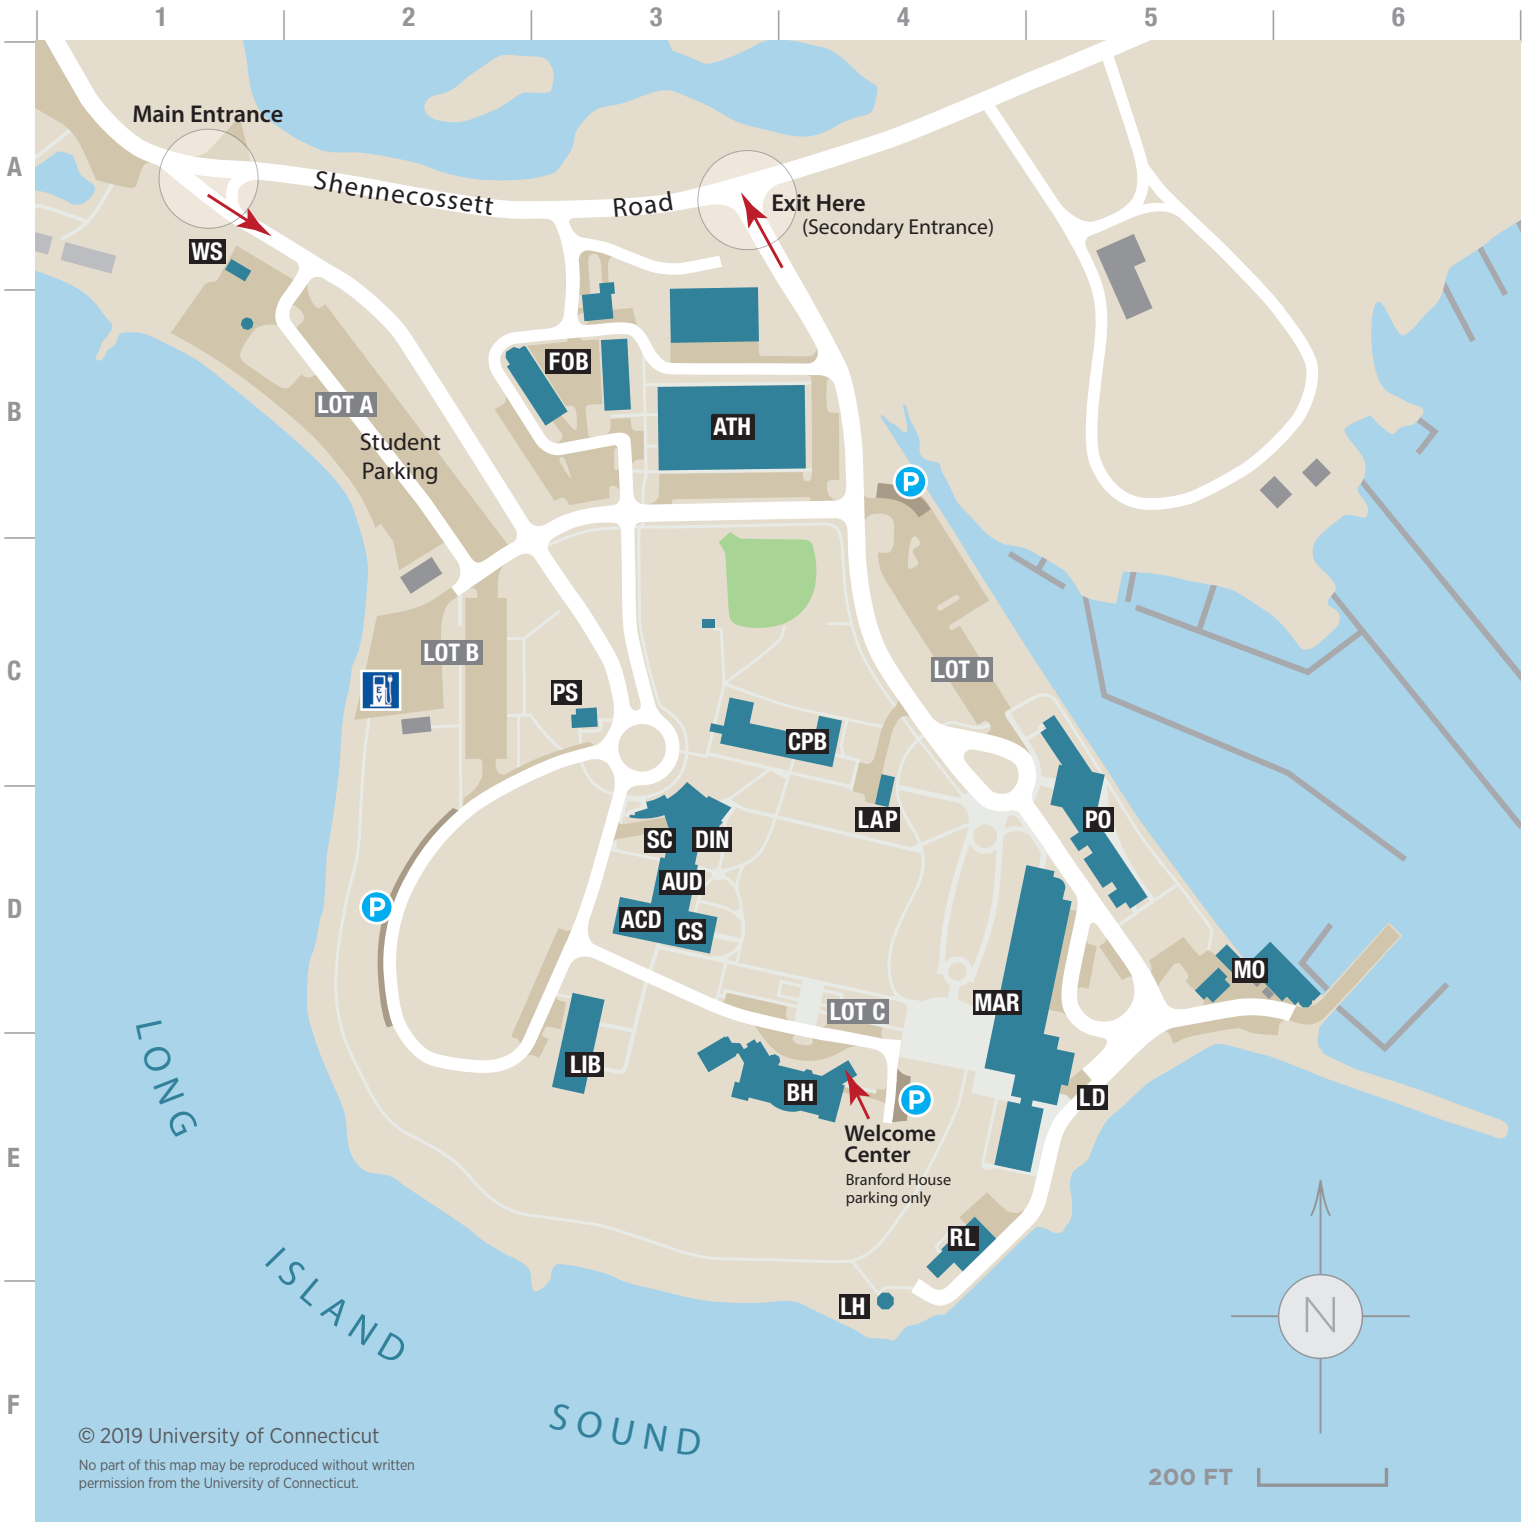 1 2 3 4 5 6
Main Entrance
A
Shennecossett Road
Exit Here
(Secondary Entrance)
WS
FOB
LOT A
B
ATH
Student
Parking
P
LOT B
C
LOT D
E
V
PS
CPB
LAP
PO
SC DIN
AUD
D
P
ACD
CS
MO
MAR
LOT C
LIB
BH
P
LD
LONG
Welcome
Center
E
Branford House
parking only
RL
ISLAND
LH
N
F
SOUND
© 2019 University of Connecticut
No part of this map may be reproduced without written
permission from the University of Connecticut.
200 FT